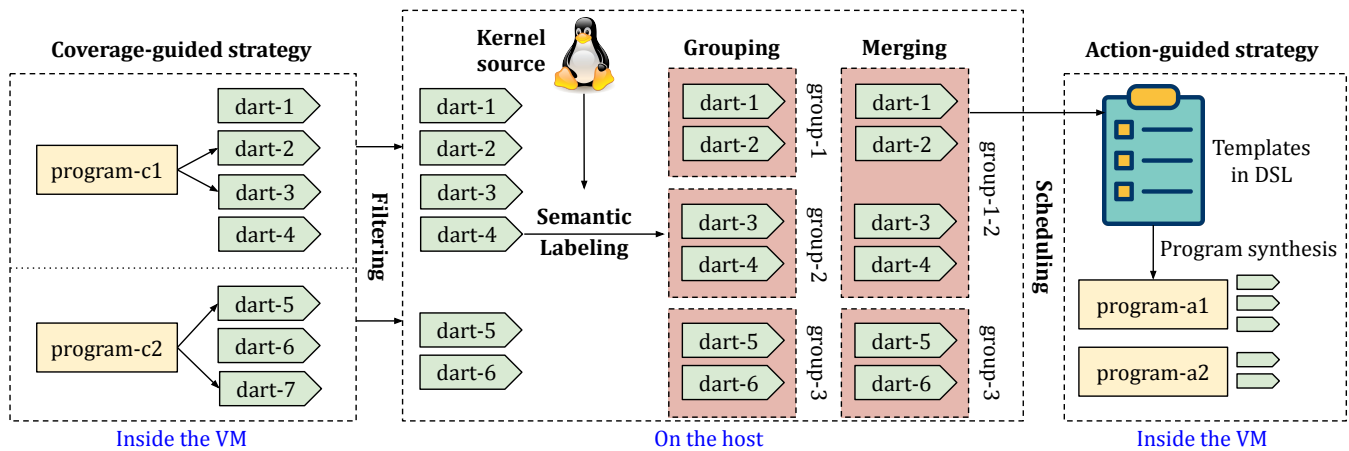 Coverage-guided strategy
program-c1
dart-1
dart-2
dart-3
dart-4
program-c2
dart-5
dart-6
dart-7
Inside the VM
Filtering
Kernel
source
dart-1
dart-2
dart-3
dart-4
dart-5
dart-6
Semantic
Labeling
Grouping
dart-1
dart-2
group-1
dart-3
dart-4
group-2
dart-5
dart-6
group-3
Merging
dart-1
dart-2
dart-3
dart-4
group-1-2
dart-5
dart-6
group-3
On the host
Scheduling
Action-guided strategy
Templates
in DSL
Program synthesis
program-a1
program-a2
Inside the VM